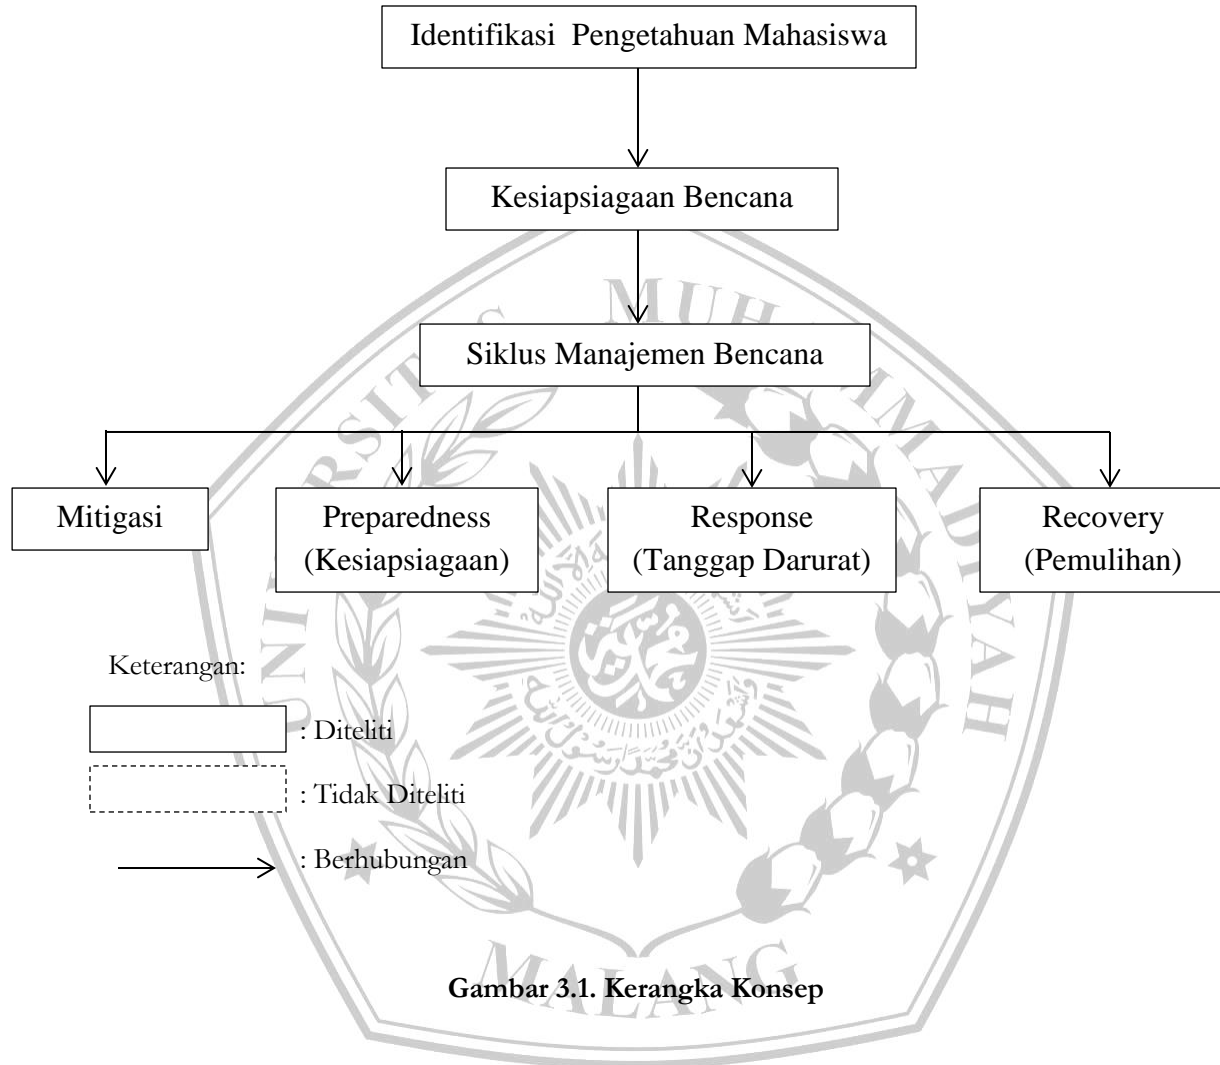 Identifikasi  Pengetahuan Mahasiswa
Kesiapsiagaan Bencana
Siklus Manajemen Bencana
Mitigasi
Preparedness
(Kesiapsiagaan)
Response
(Tanggap Darurat)
Recovery
(Pemulihan)
Keterangan:
: Diteliti
: Tidak Diteliti
: Berhubungan
Gambar 3.1. Kerangka Konsep
MALANG